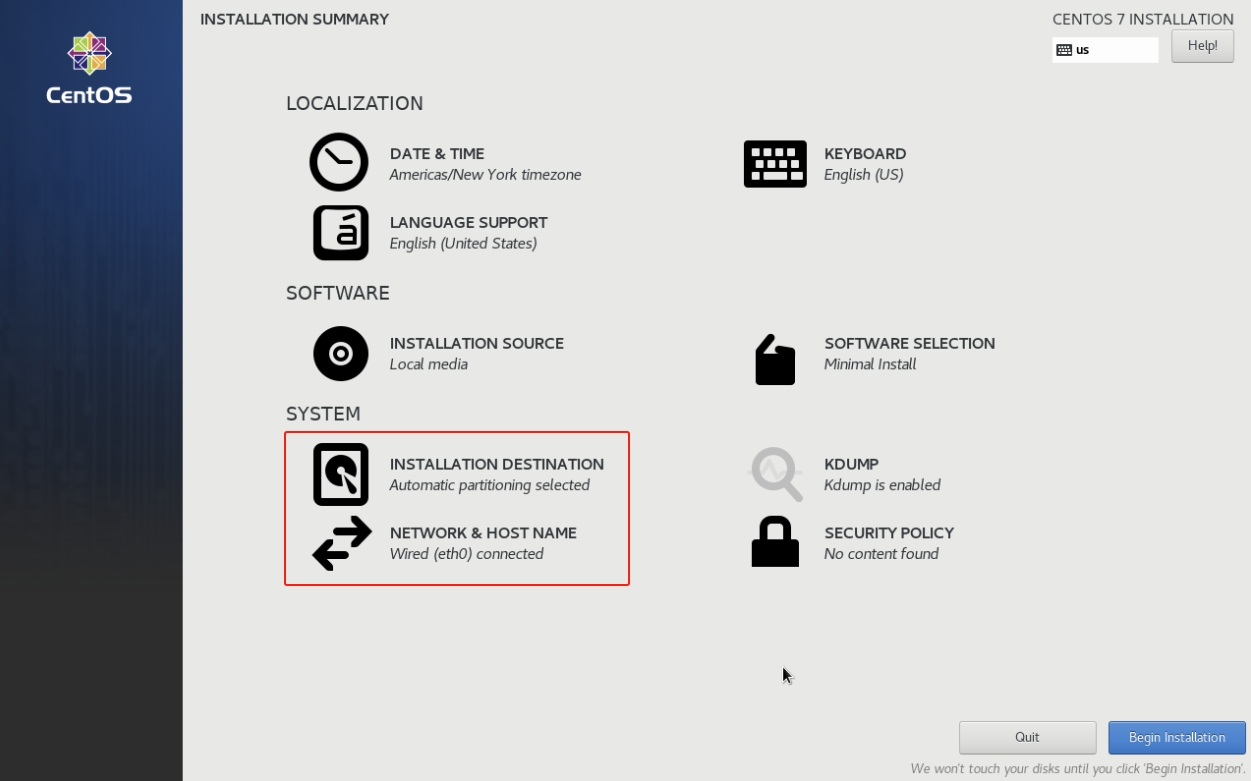 CentOS
INSTALLATION SUMMARY
CENTOS 7 INSTALLATION
us
Help!
LOCALIZATION
DATE & TIME
Americas/New York timezone
KEYBOARD
English (US)
á
LANGUAGE SUPPORT
English (United States)
SOFTWARE
INSTALLATION SOURCE
Local media
SOFTWARE SELECTION
Minimal Install
SYSTEM
INSTALLATION DESTINATION
Automatic partitioning selected
KDUMP
Kdump is enabled
NETWORK & HOST NAME
Wired (eth0) connected
SECURITY POLICY
No content found
Quit
Begin Installation
We won't touch your disks until you click 'Begin Installation'.